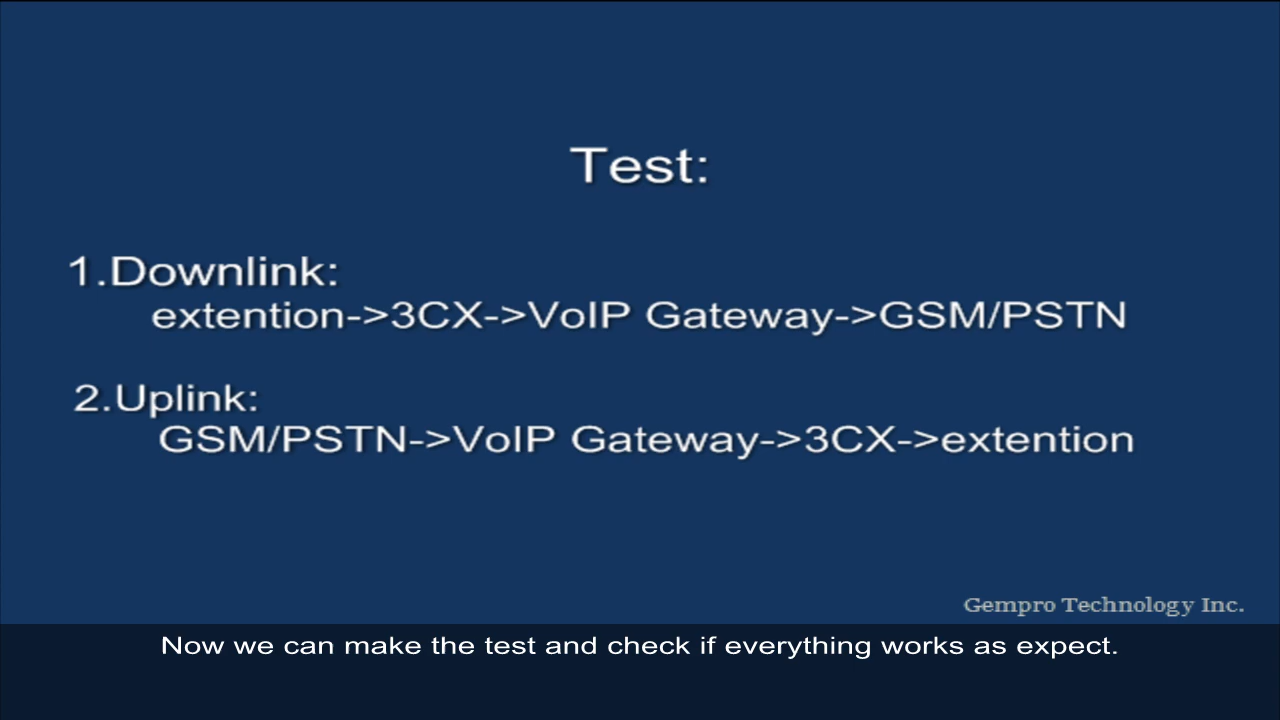 Test:
1.Downlink:
extention->3CX->VoIP Gateway->GSM/PSTN
2.Uplink:
GSM/PSTN->VoIP Gateway->3CX->extention
Gempro Technology Inc.
Now we can make the test and check if everything works as expect.